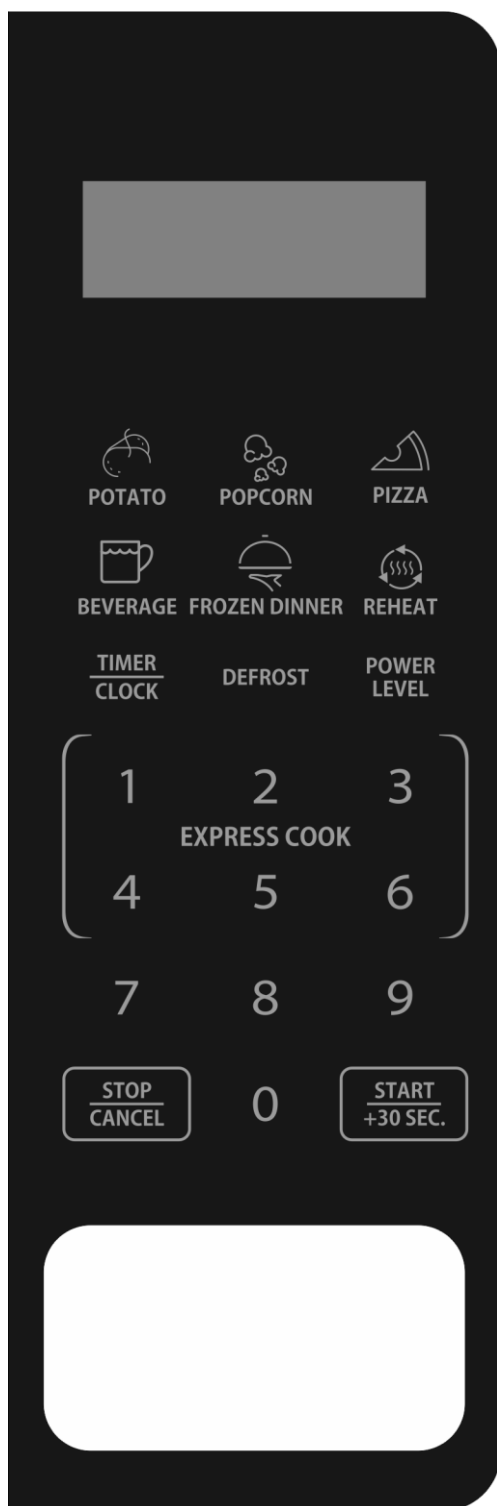 POTATO POPCORN PIZZA
BEVERAGE FROZEN DINNER REHEAT
TIMER
CLOCK
DEFROST
POWER
LEVEL
1 2 3
EXPRESS COOK
4 5 6
7 8 9
STOP
CANCEL
0
START
+30 SEC.